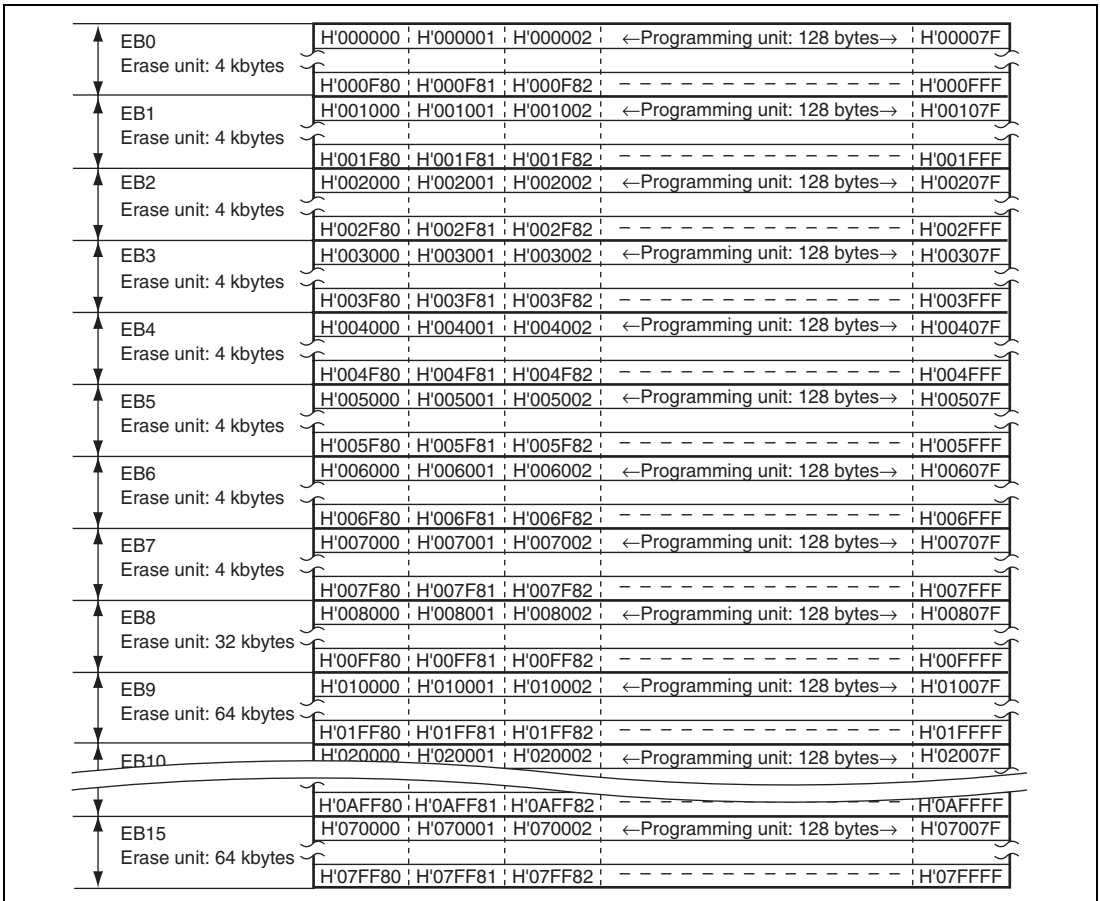 EB0 H'000000 H'000001 H'000002 ←Programming unit: 128 bytes→ H'00007F
Erase unit: 4 kbytes
H'000F80 H'000F81 H'000F82 – – – – – – – – – – – – – – H'000FFF
EB1 H'001000 H'001001 H'001002 ←Programming unit: 128 bytes→ H'00107F
Erase unit: 4 kbytes
H'001F80 H'001F81 H'001F82 – – – – – – – – – – – – – – H'001FFF
EB2 H'002000 H'002001 H'002002 ←Programming unit: 128 bytes→ H'00207F
Erase unit: 4 kbytes
H'002F80 H'002F81 H'002F82 – – – – – – – – – – – – – – H'002FFF
EB3 H'003000 H'003001 H'003002 ←Programming unit: 128 bytes→ H'00307F
Erase unit: 4 kbytes
H'003F80 H'003F81 H'003F82 – – – – – – – – – – – – – – H'003FFF
EB4 H'004000 H'004001 H'004002 ←Programming unit: 128 bytes→ H'00407F
Erase unit: 4 kbytes
H'004F80 H'004F81 H'004F82 – – – – – – – – – – – – – – H'004FFF
EB5 H'005000 H'005001 H'005002 ←Programming unit: 128 bytes→ H'00507F
Erase unit: 4 kbytes
H'005F80 H'005F81 H'005F82 – – – – – – – – – – – – – – H'005FFF
EB6 H'006000 H'006001 H'006002 ←Programming unit: 128 bytes→ H'00607F
Erase unit: 4 kbytes
H'006F80 H'006F81 H'006F82 – – – – – – – – – – – – – – H'006FFF
EB7 H'007000 H'007001 H'007002 ←Programming unit: 128 bytes→ H'00707F
Erase unit: 4 kbytes
H'007F80 H'007F81 H'007F82 – – – – – – – – – – – – – – H'007FFF
EB8 H'008000 H'008001 H'008002 ←Programming unit: 128 bytes→ H'00807F
Erase unit: 32 kbytes
H'00FF80 H'00FF81 H'00FF82 – – – – – – – – – – – – – – H'00FFFF
EB9 H'010000 H'010001 H'010002 ←Programming unit: 128 bytes→ H'01007F
Erase unit: 64 kbytes
H'01FF80 H'01FF81 H'01FF82 – – – – – – – – – – – – – – H'01FFFF
EB10 H'020000 H'020001 H'020002 ←Programming unit: 128 bytes→ H'02007F
H'0AFF80 H'0AFF81 H'0AFF82 – – – – – – – – – – – – – – H'0AFFFF
EB15 H'070000 H'070001 H'070002 ←Programming unit: 128 bytes→ H'07007F
Erase unit: 64 kbytes
H'07FF80 H'07FF81 H'07FF82 – – – – – – – – – – – – – – H'07FFFF